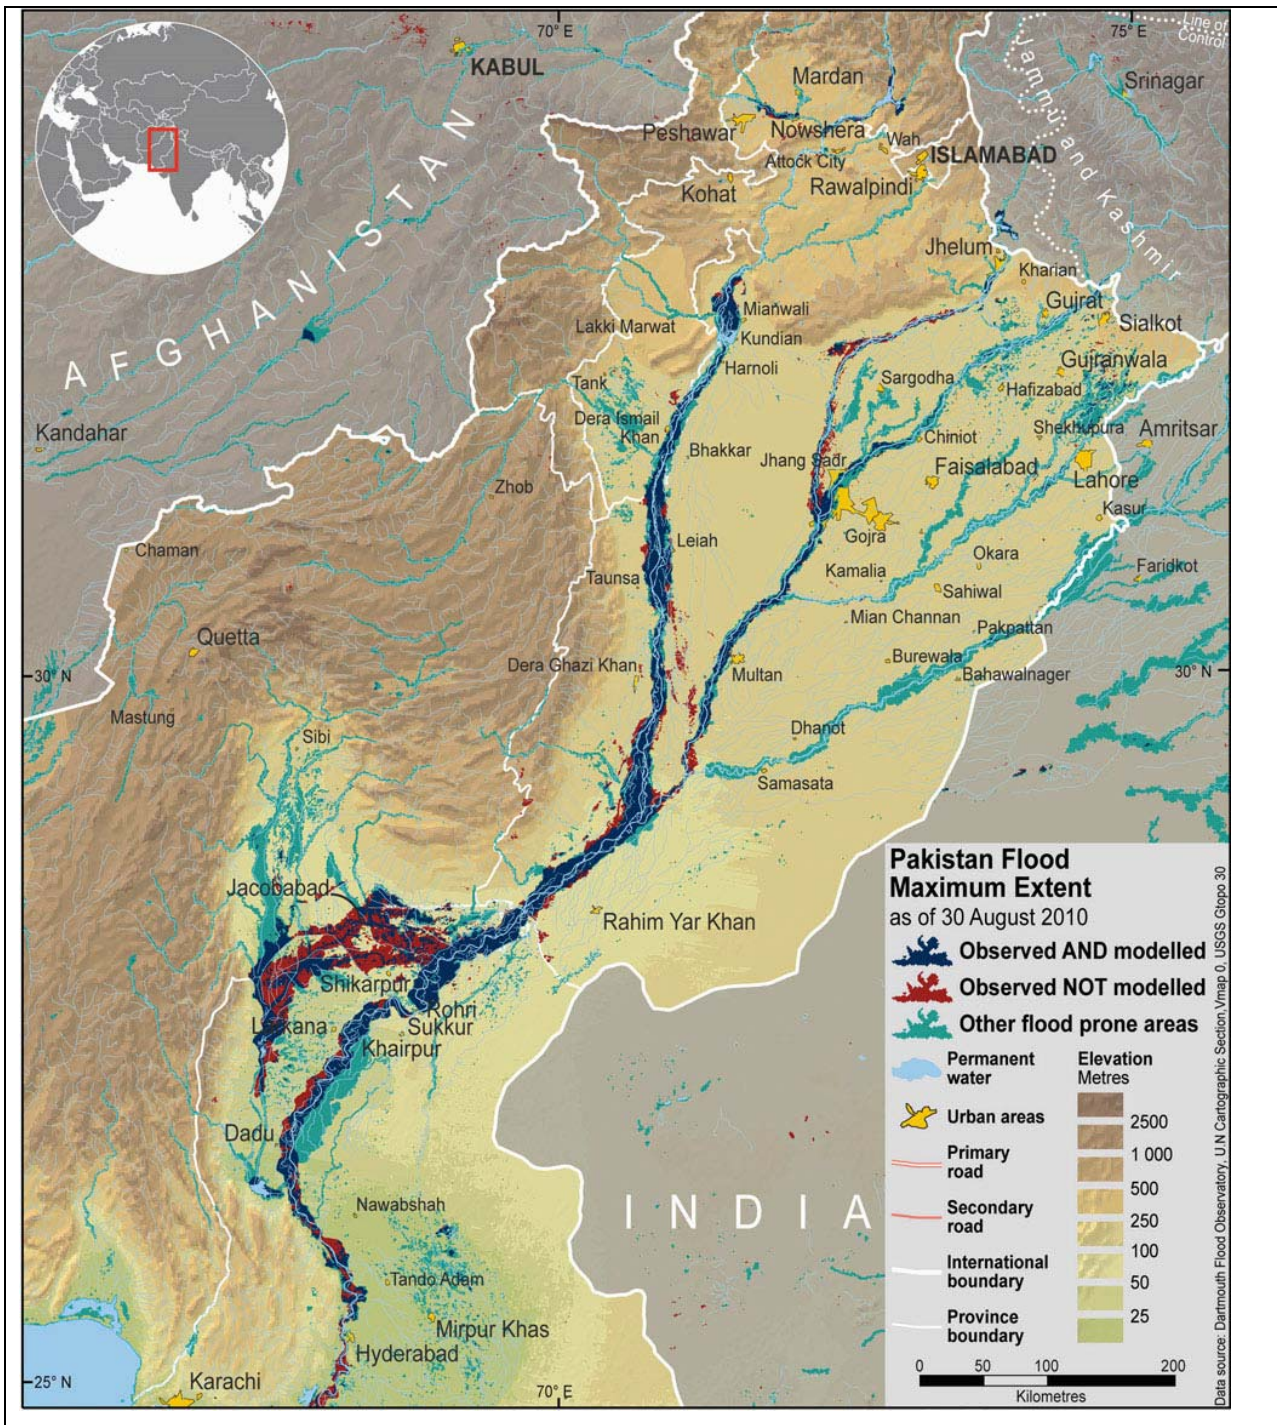 70° E
75° E
Line of
Control
KABUL
Mardan
Srinagar
Jammu and Kashmir
Peshawar
Nowshera
Wah
Attock City
ISLAMABAD
Kohat
Rawalpindi
AFGHANISTAN
Jhelum
Kharian
Mianwali
Gujrat
Lakki Marwat
Kundian
Sialkot
Harnoli
Gujranwala
Tank
Sargodha
Hafizabad
Dera Ismail
Khan
Shekhupura
Amritsar
Kandahar
Bhakkar
Chiniot
Jhang Sadr
Faisalabad
Lahore
Zhob
Kasur
Leiah
Gojra
Chaman
Okara
Taunsa
Kamalia
Faridkot
Sahiwal
Mian Channan
Quetta
Pakpattan
Dera Ghazi Khan
Burewala
30° N
Multan
Bahawalnagar
30° N
Mastung
Dhanot
Sibi
Samasata
Jacobabad
Rahim Yar Khan
Shikarpur
Rohri
Larkana
Sukkur
Khairpur
Dadu
Nawabshah
INDIA
Tando Adam
Mirpur Khas
Hyderabad
25° N
Karachi
70° E
Pakistan Flood
Maximum Extent
as of 30 August 2010
Observed AND modelled
Observed NOT modelled
Other flood prone areas
Permanent
water
Urban areas
Primary
road
Secondary
road
International
boundary
Province
boundary
Elevation
Metres
2500
1 000
500
250
100
50
25
0 50 100 200
Kilometres
Data source: Dartmouth Flood Observatory, U.N Cartographic Section,Vmap 0, USGS Gtopo 30